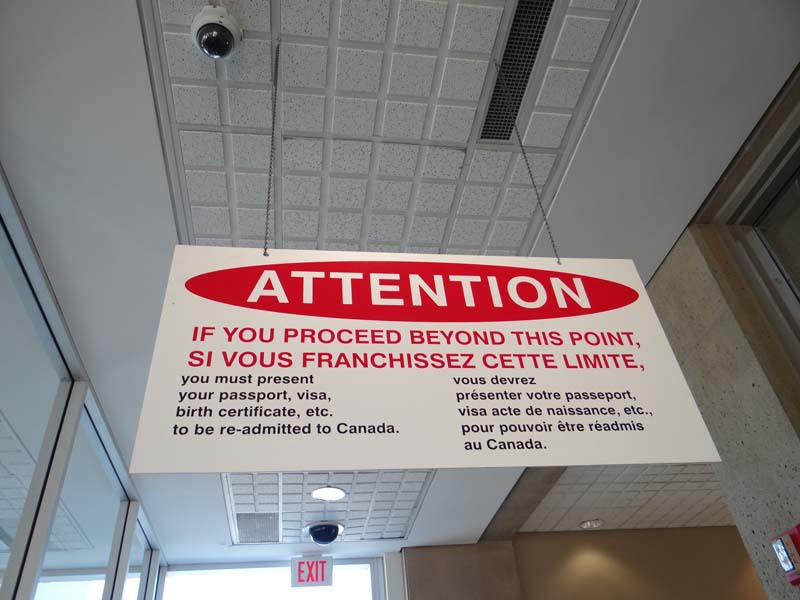 ATTENTION
IF YOU PROCEED BEYOND THIS POINT,
SI VOUS FRANCHISSEZ CETTE LIMITE,
you must present
your passport, visa,
birth certificate, etc.
to be re-admitted to Canada.
vous devrez
présenter votre passeport,
visa acte de naissance, etc.,
pour pouvoir être réadmis
au Canada.
EXIT